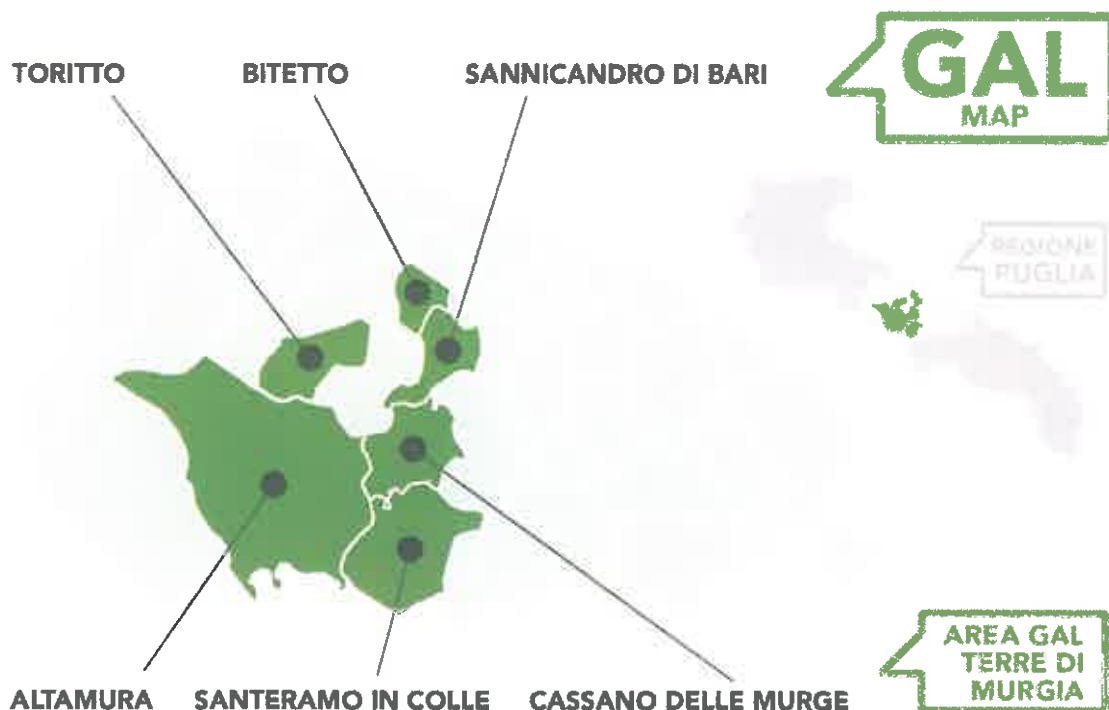 GAL
MAP
TORITTO
BITETTO
SANNICANDRO DI BARI
REGIONE
PUGLIA
ALTAMURA
SANTERAMO IN COLLE
CASSANO DELLE MURGE
AREA GAL
TERRE DI
MURGIA